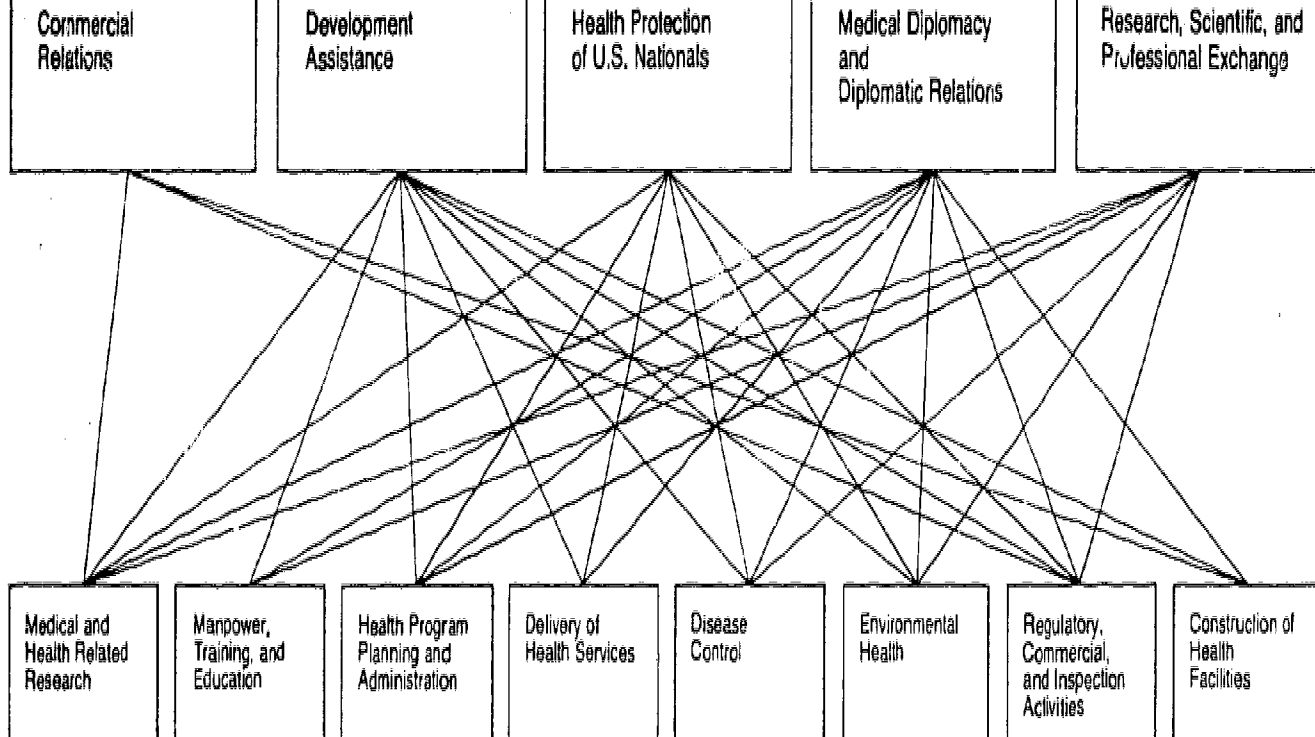 Commercial
Relations
Development
Assistance
Health Protection
of U.S. Nationals
Medical Diplomacy
and
Diplomatic Relations
Research, Scientific, and
Professional Exchange
Medical and
Health Related
Research
Manpower,
Training, and
Education
Health Program
Planning and
Administration
Delivery of
Health Services
Disease
Control
Environmental
Health
Regulatory,
Commercial,
and Inspection
Activities
Construction of
Health
Facilities